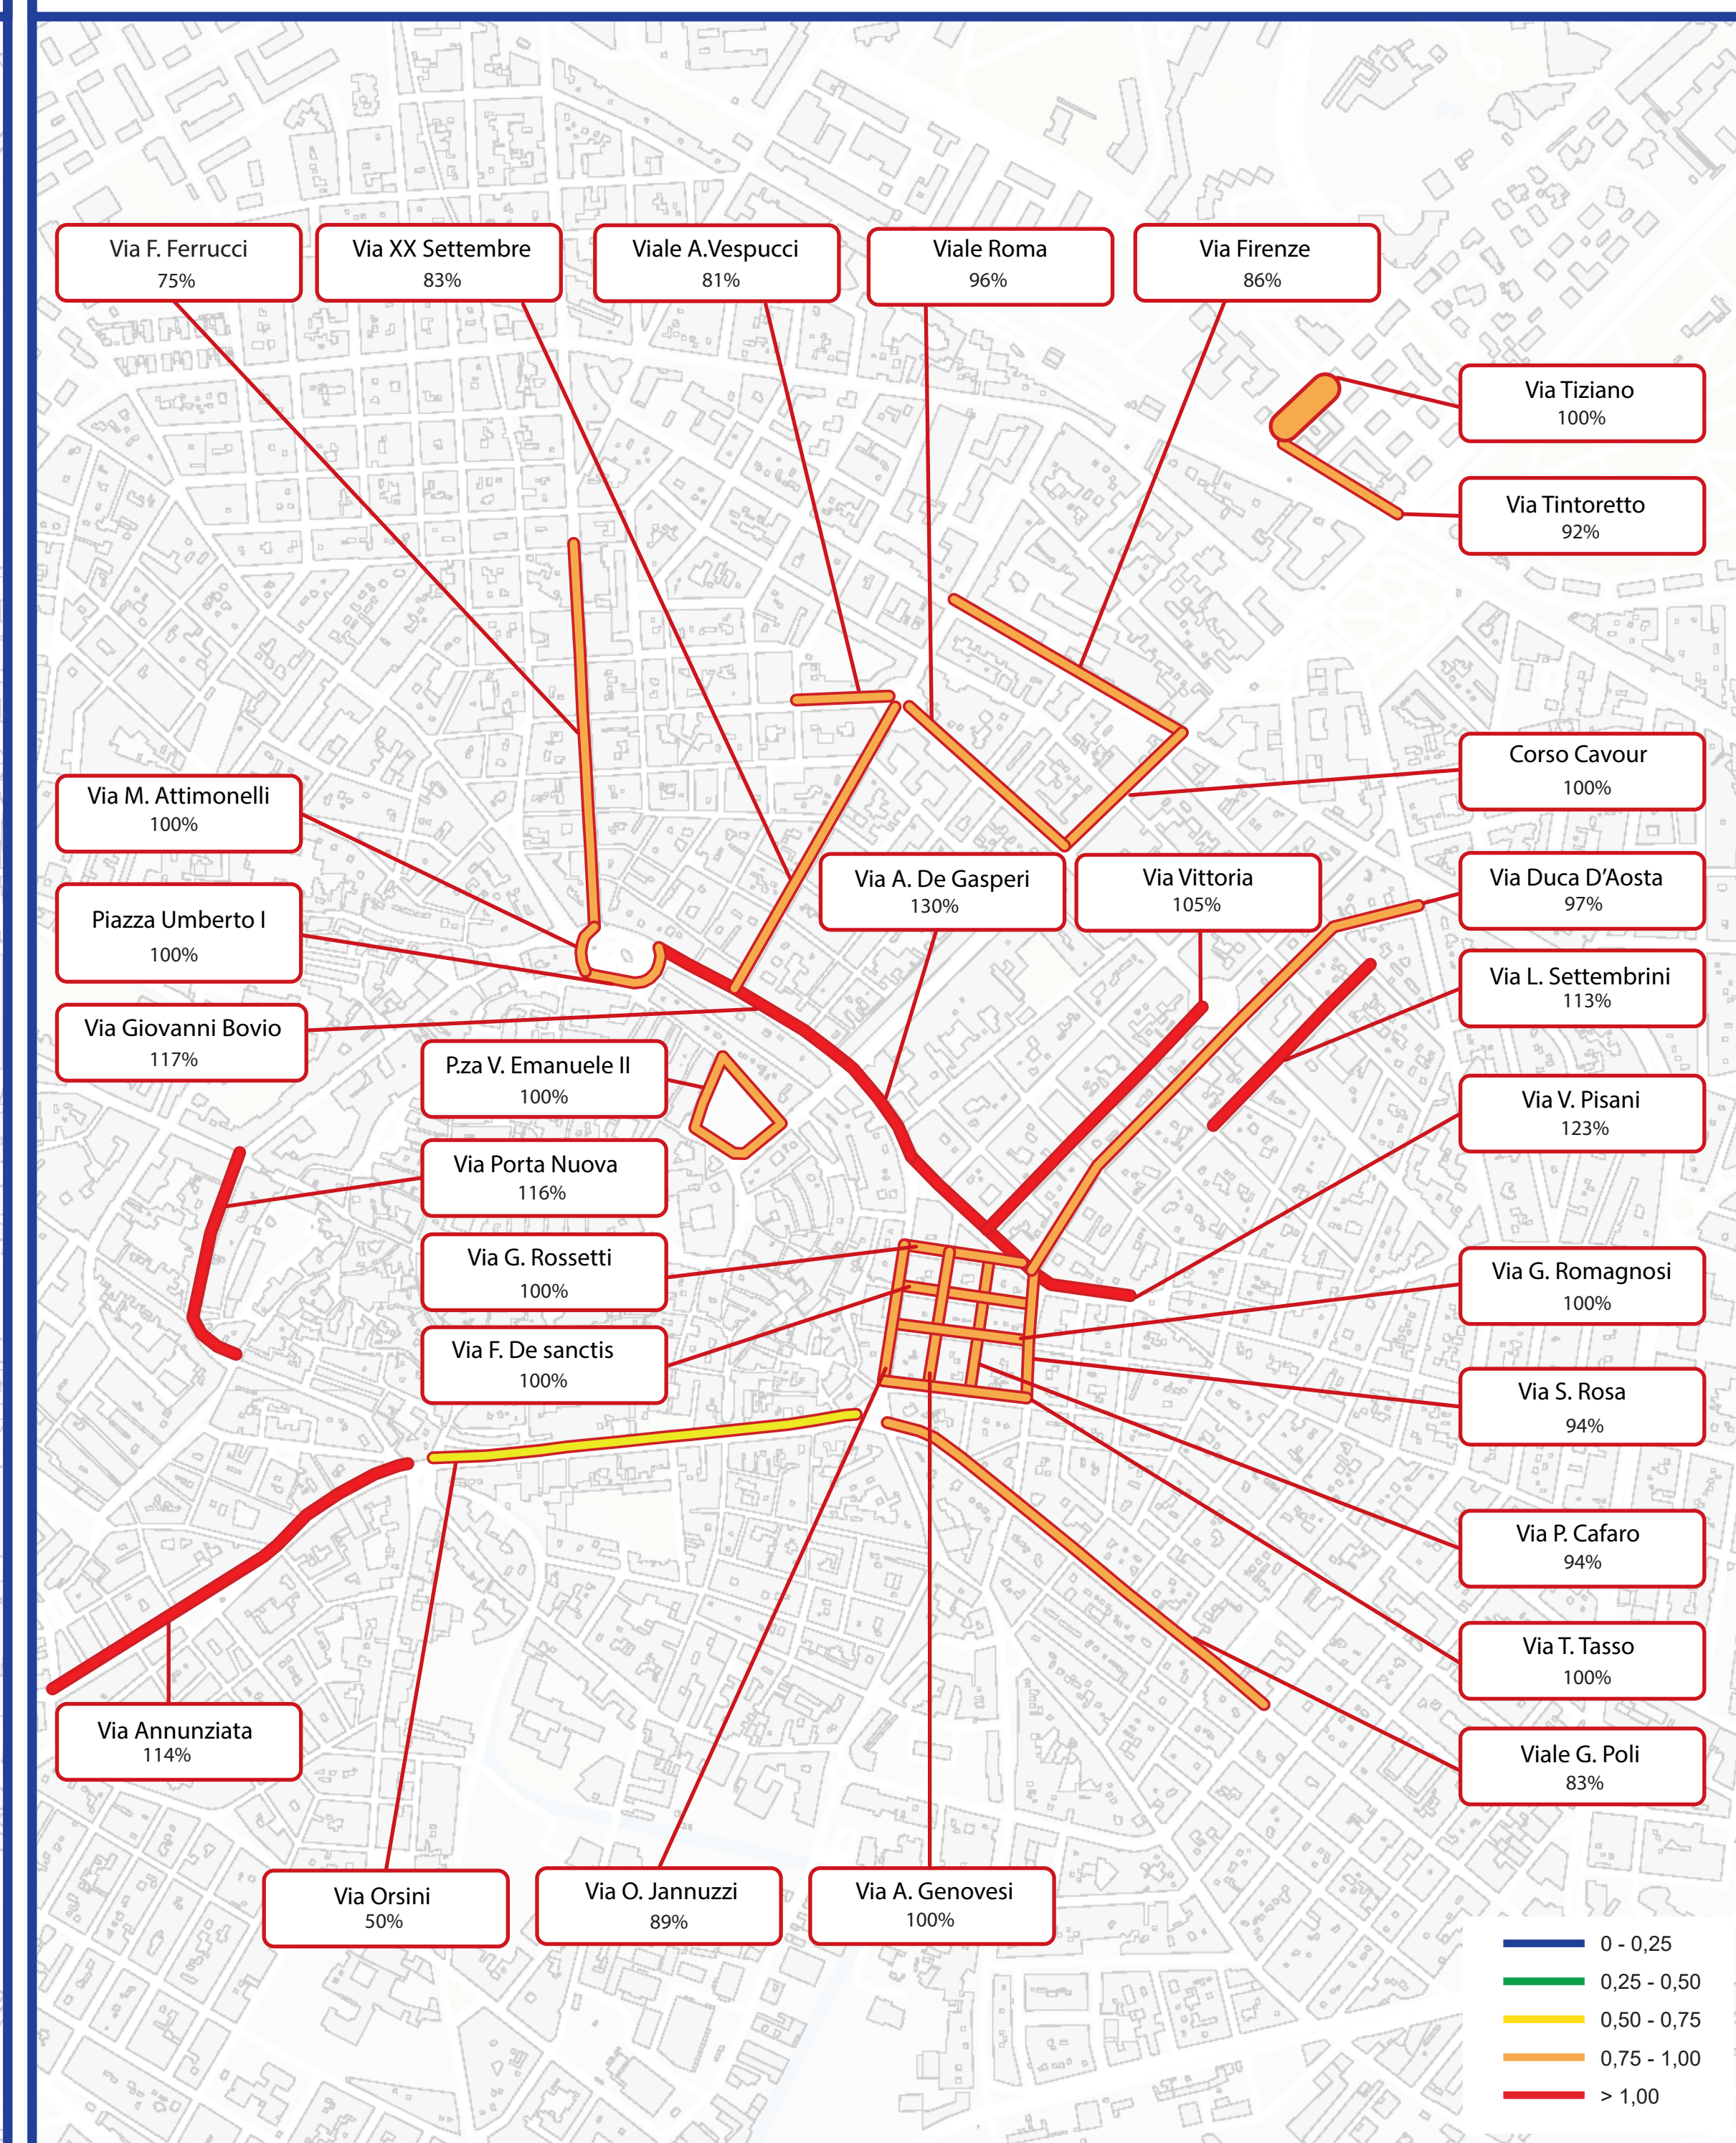 Via F. Ferrucci
75%
Via XX Settembre
83%
Viale A.Vespucci
81%
Viale Roma
96%
Via Firenze
86%
Via Tiziano
100%
Via Tintoretto
92%
Corso Cavour
100%
Via M. Attimonelli
100%
Via A. De Gasperi
130%
Via Vittoria
105%
Via Duca D'Aosta
97%
Piazza Umberto I
100%
Via L. Settembrini
113%
Via Giovanni Bovio
117%
P.za V. Emanuele II
100%
Via V. Pisani
123%
Via Porta Nuova
116%
Via G. Rossetti
100%
Via G. Romagnosi
100%
Via F. De sanctis
100%
Via S. Rosa
94%
Via P. Cafaro
94%
Via T. Tasso
100%
Via Annunziata
114%
Viale G. Poli
83%
Via Orsini
50%
Via O. Jannuzzi
89%
Via A. Genovesi
100%
0 - 0,25
0,25 - 0,50
0,50 - 0,75
0,75 - 1,00
> 1,00